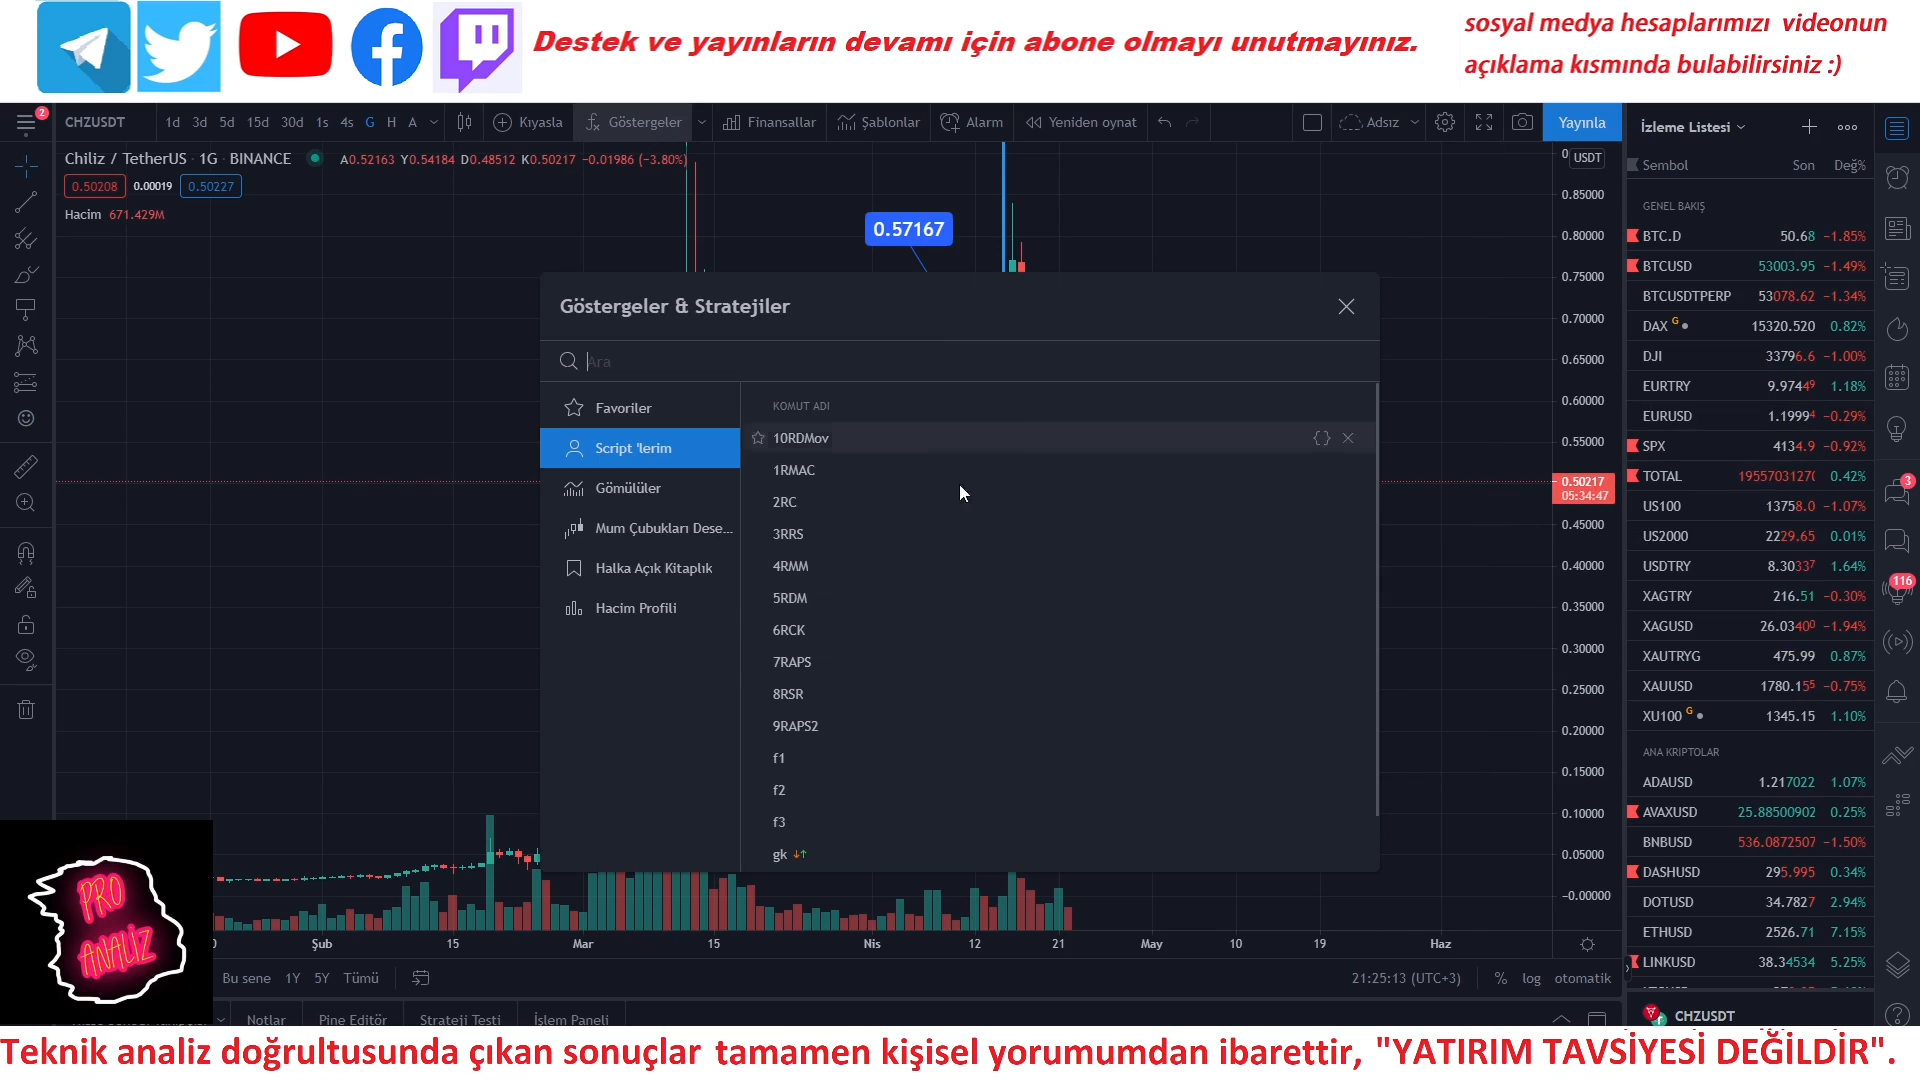 Destek ve yayınların devamı için abone olmayı unutmayınız.
sosyal medya hesaplarımızı videonun
açıklama kısmında bulabilirsiniz :)
2
CHZUSDT
1d 3d 5d 15d 30d 1s 4s G H A
Kıyasla
Göstergeler
Finansallar
Şablonlar
Alarm
Yeniden oynat
Adsız
Yayınla
Chiliz / TetherUS · 1G · BINANCE
A0.52163 Y0.54184 D0.48512 K0.50217 −0.01986 (−3.80%)
0.50208 0.00019 0.50227
Hacim 671.429M
0.57167
USDT
0.85000
0.80000
0.75000
0.70000
0.65000
0.60000
0.55000
0.50217
05:34:47
0.45000
0.40000
0.35000
0.30000
0.25000
0.20000
0.15000
0.10000
0.05000
−0.00000
Göstergeler & Stratejiler
Ara
Favoriler
Script 'lerim
Gömülüler
Mum Çubukları Dese...
Halka Açık Kitaplık
Hacim Profili
KOMUT ADI
10RDMov
1RMAC
2RC
3RRS
4RMM
5RDM
6RCK
7RAPS
8RSR
9RAPS2
f1
f2
f3
gk
Şub 15 Mar 15 Nis 12 21 May 10 19 Haz
Bu sene 1Y 5Y Tümü
21:25:13 (UTC+3) % log otomatik
Notlar Pine Editör Strateji Testi İşlem Paneli
İzleme Listesi
Sembol Son Değ%
GENEL BAKIŞ
BTC.D 50.68 −1.85%
BTCUSD 53003.95 −1.49%
BTCUSDTPERP 53078.62 −1.34%
DAX G 15320.520 0.82%
DJI 33796.6 −1.00%
EURTRY 9.97449 1.18%
EURUSD 1.19994 −0.29%
SPX 4134.9 −0.92%
TOTAL 1955703127( 0.42%
US100 13758.0 −1.07%
US2000 2229.65 0.01%
USDTRY 8.30337 1.64%
XAGTRY 216.51 −0.30%
XAGUSD 26.03400 −1.94%
XAUTRYG 475.99 0.87%
XAUUSD 1780.155 −0.75%
XU100 G 1345.15 1.10%
ANA KRIPTOLAR
ADAUSD 1.217022 1.07%
AVAXUSD 25.88500902 0.25%
BNBUSD 536.0872507 −1.50%
DASHUSD 295.995 0.34%
DOTUSD 34.7827 2.94%
ETHUSD 2526.71 7.15%
LINKUSD 38.34534 5.25%
CHZUSDT
3
116
PRO
ANALİZ
Teknik analiz doğrultusunda çıkan sonuçlar tamamen kişisel yorumumdan ibarettir, "YATIRIM TAVSİYESİ DEĞİLDİR".